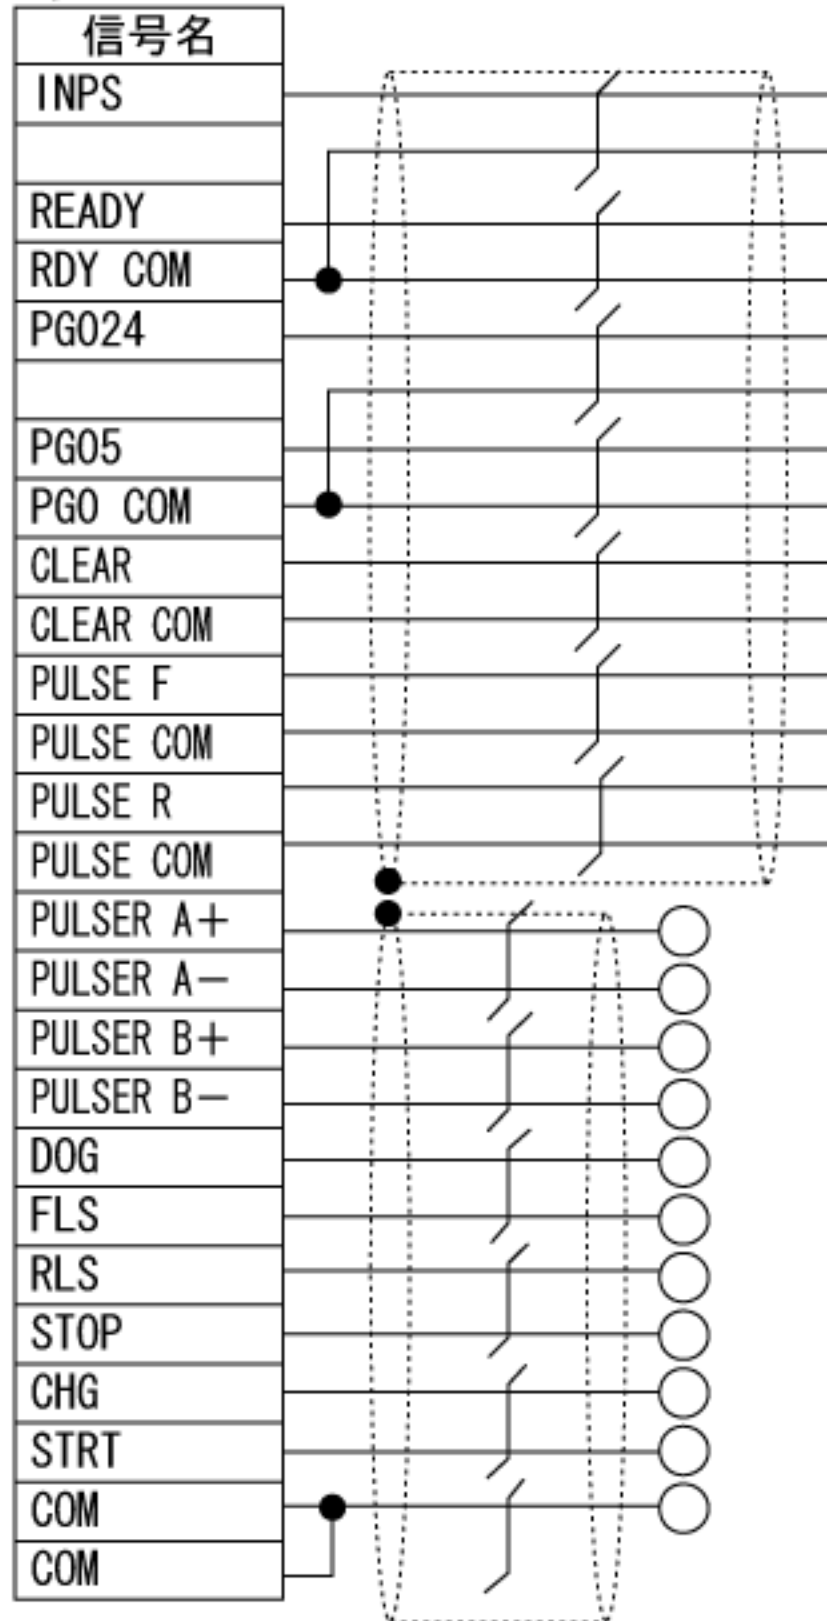 信号名
INPS
READY
RDY COM
PGO24
PGO5
PGO COM
CLEAR
CLEAR COM
PULSE F
PULSE COM
PULSE R
PULSE COM
PULSER A+
PULSER A−
PULSER B+
PULSER B−
DOG
FLS
RLS
STOP
CHG
STRT
COM
COM